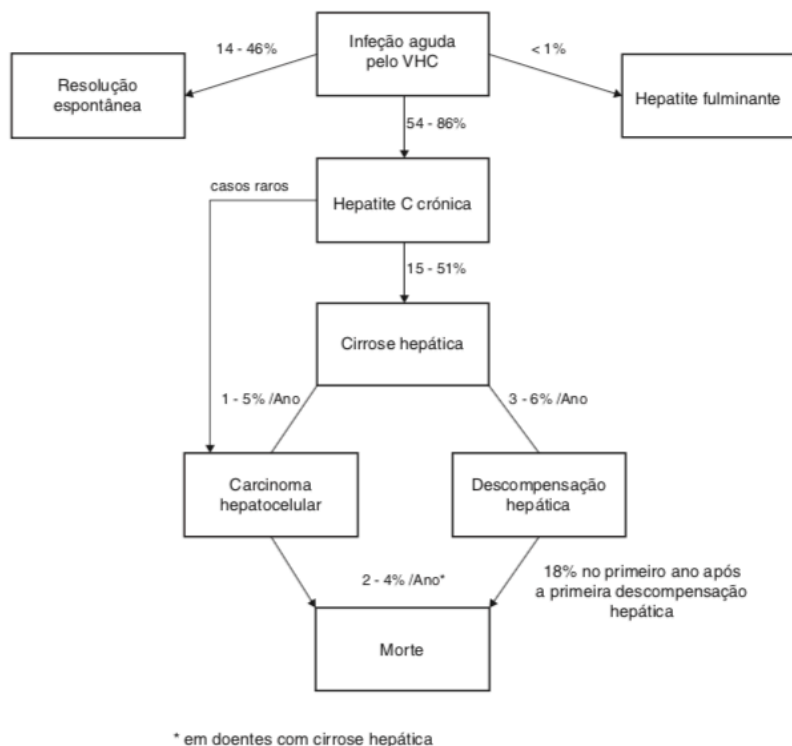 Infeção aguda
pelo VHC
14 - 46%
< 1%
Resolução
espontânea
Hepatite fulminante
54 - 86%
casos raros
Hepatite C crónica
15 - 51%
Cirrose hepática
1 - 5% /Ano
3 - 6% /Ano
Carcinoma
hepatocelular
Descompensação
hepática
2 - 4% /Ano*
18% no primeiro ano após
a primeira descompensação
hepática
Morte
* em doentes com cirrose hepática